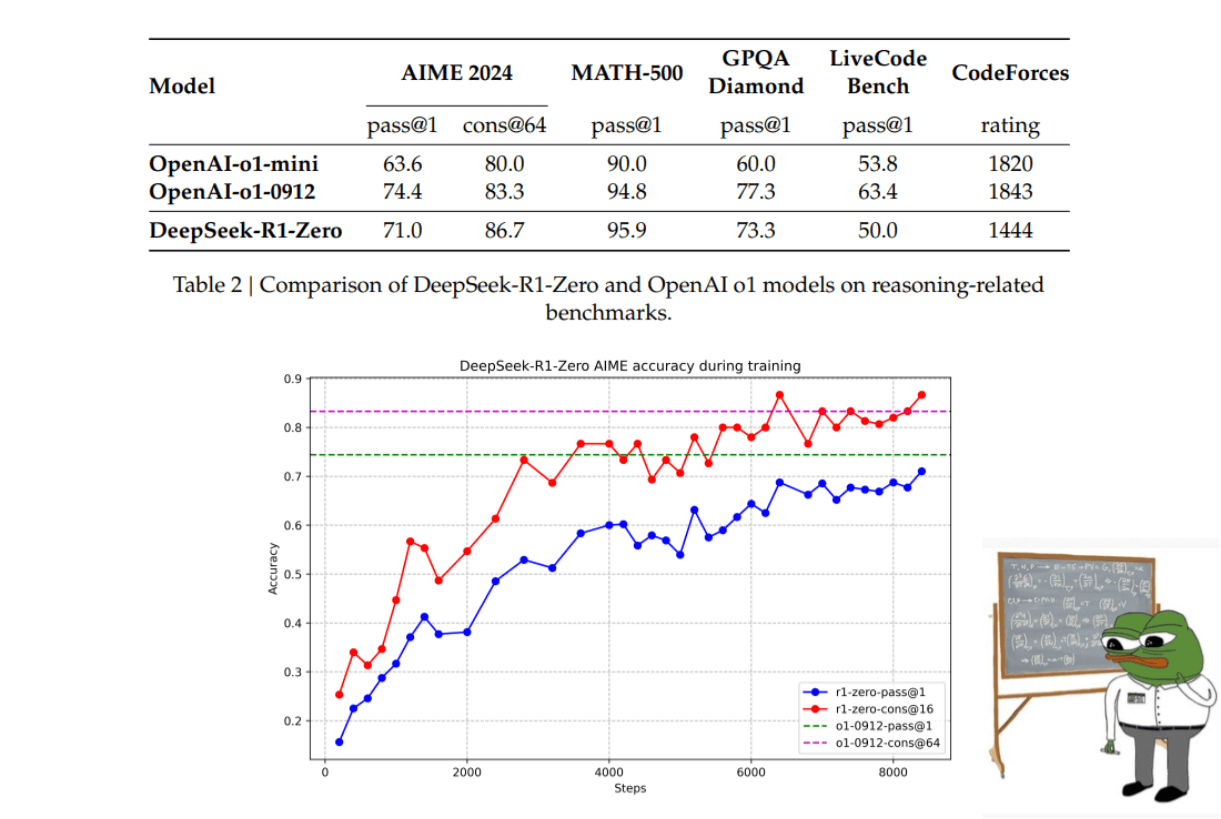 Model AIME 2024 MATH-500 GPQA Diamond LiveCode Bench CodeForces
pass@1 cons@64 pass@1 pass@1 pass@1 rating
OpenAI-o1-mini 63.6 80.0 90.0 60.0 53.8 1820
OpenAI-o1-0912 74.4 83.3 94.8 77.3 63.4 1843
DeepSeek-R1-Zero 71.0 86.7 95.9 73.3 50.0 1444
Table 2 | Comparison of DeepSeek-R1-Zero and OpenAI o1 models on reasoning-related
benchmarks.
DeepSeek-R1-Zero AIME accuracy during training
Accuracy
0.9
0.8
0.7
0.6
0.5
0.4
0.3
0.2
r1-zero-pass@1
r1-zero-cons@16
o1-0912-pass@1
o1-0912-cons@64
0 2000 4000 6000 8000
Steps